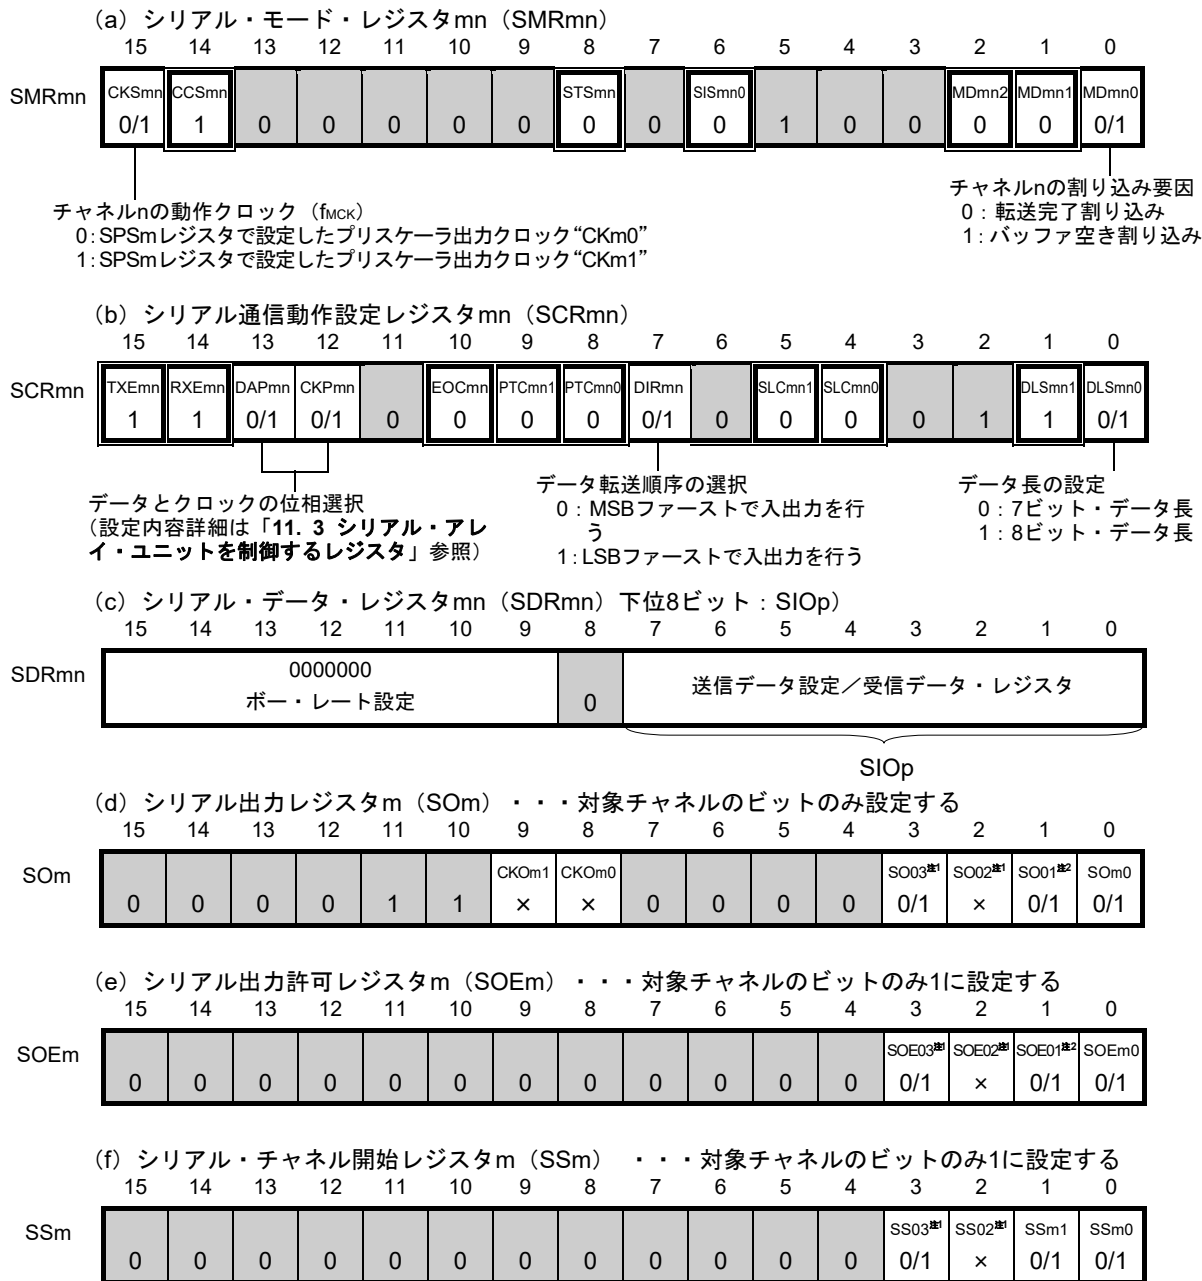 (a) シリアル・モード・レジスタmn（SMRmn）
15 14 13 12 11 10 9 8 7 6 5 4 3 2 1 0
SMRmn
CKSmn CCSmn STSmn SISmn0 MDmn2 MDmn1 MDmn0
0/1 1 0 0 0 0 0 0 0 0 1 0 0 0 0 0/1
チャネルnの動作クロック（fMCK）
0：SPSmレジスタで設定したプリスケーラ出力クロック“CKm0”
1：SPSmレジスタで設定したプリスケーラ出力クロック“CKm1”
チャネルnの割り込み要因
0：転送完了割り込み
1：バッファ空き割り込み
(b) シリアル通信動作設定レジスタmn（SCRmn）
15 14 13 12 11 10 9 8 7 6 5 4 3 2 1 0
SCRmn
TXEmn RXEmn DAPmn CKPmn EOCmn PTCmn1 PTCmn0 DIRmn SLCmn1 SLCmn0 DLSmn1 DLSmn0
1 1 0/1 0/1 0 0 0 0 0/1 0 0 0 0 1 1 0/1
データとクロックの位相選択
（設定内容詳細は「11. 3 シリアル・アレ
イ・ユニットを制御するレジスタ」参照）
データ転送順序の選択
0：MSBファーストで入出力を行
う
1：LSBファーストで入出力を行う
データ長の設定
0：7ビット・データ長
1：8ビット・データ長
(c) シリアル・データ・レジスタmn（SDRmn）下位8ビット：SIOp）
15 14 13 12 11 10 9 8 7 6 5 4 3 2 1 0
SDRmn
0000000
ボー・レート設定
0
送信データ設定／受信データ・レジスタ
SIOp
(d) シリアル出力レジスタm（SOm）・・・対象チャネルのビットのみ設定する
15 14 13 12 11 10 9 8 7 6 5 4 3 2 1 0
SOm
CKOm1 CKOm0 SO03注1 SO02注1 SO01注2 SOm0
0 0 0 0 1 1 × × 0 0 0 0 0/1 × 0/1 0/1
(e) シリアル出力許可レジスタm（SOEm）・・・対象チャネルのビットのみ1に設定する
15 14 13 12 11 10 9 8 7 6 5 4 3 2 1 0
SOEm
SOE03注1 SOE02注1 SOE01注2 SOEm0
0 0 0 0 0 0 0 0 0 0 0 0 0/1 × 0/1 0/1
(f) シリアル・チャネル開始レジスタm（SSm） ・・・対象チャネルのビットのみ1に設定する
15 14 13 12 11 10 9 8 7 6 5 4 3 2 1 0
SSm
SS03注1 SS02注1 SSm1 SSm0
0 0 0 0 0 0 0 0 0 0 0 0 0/1 × 0/1 0/1